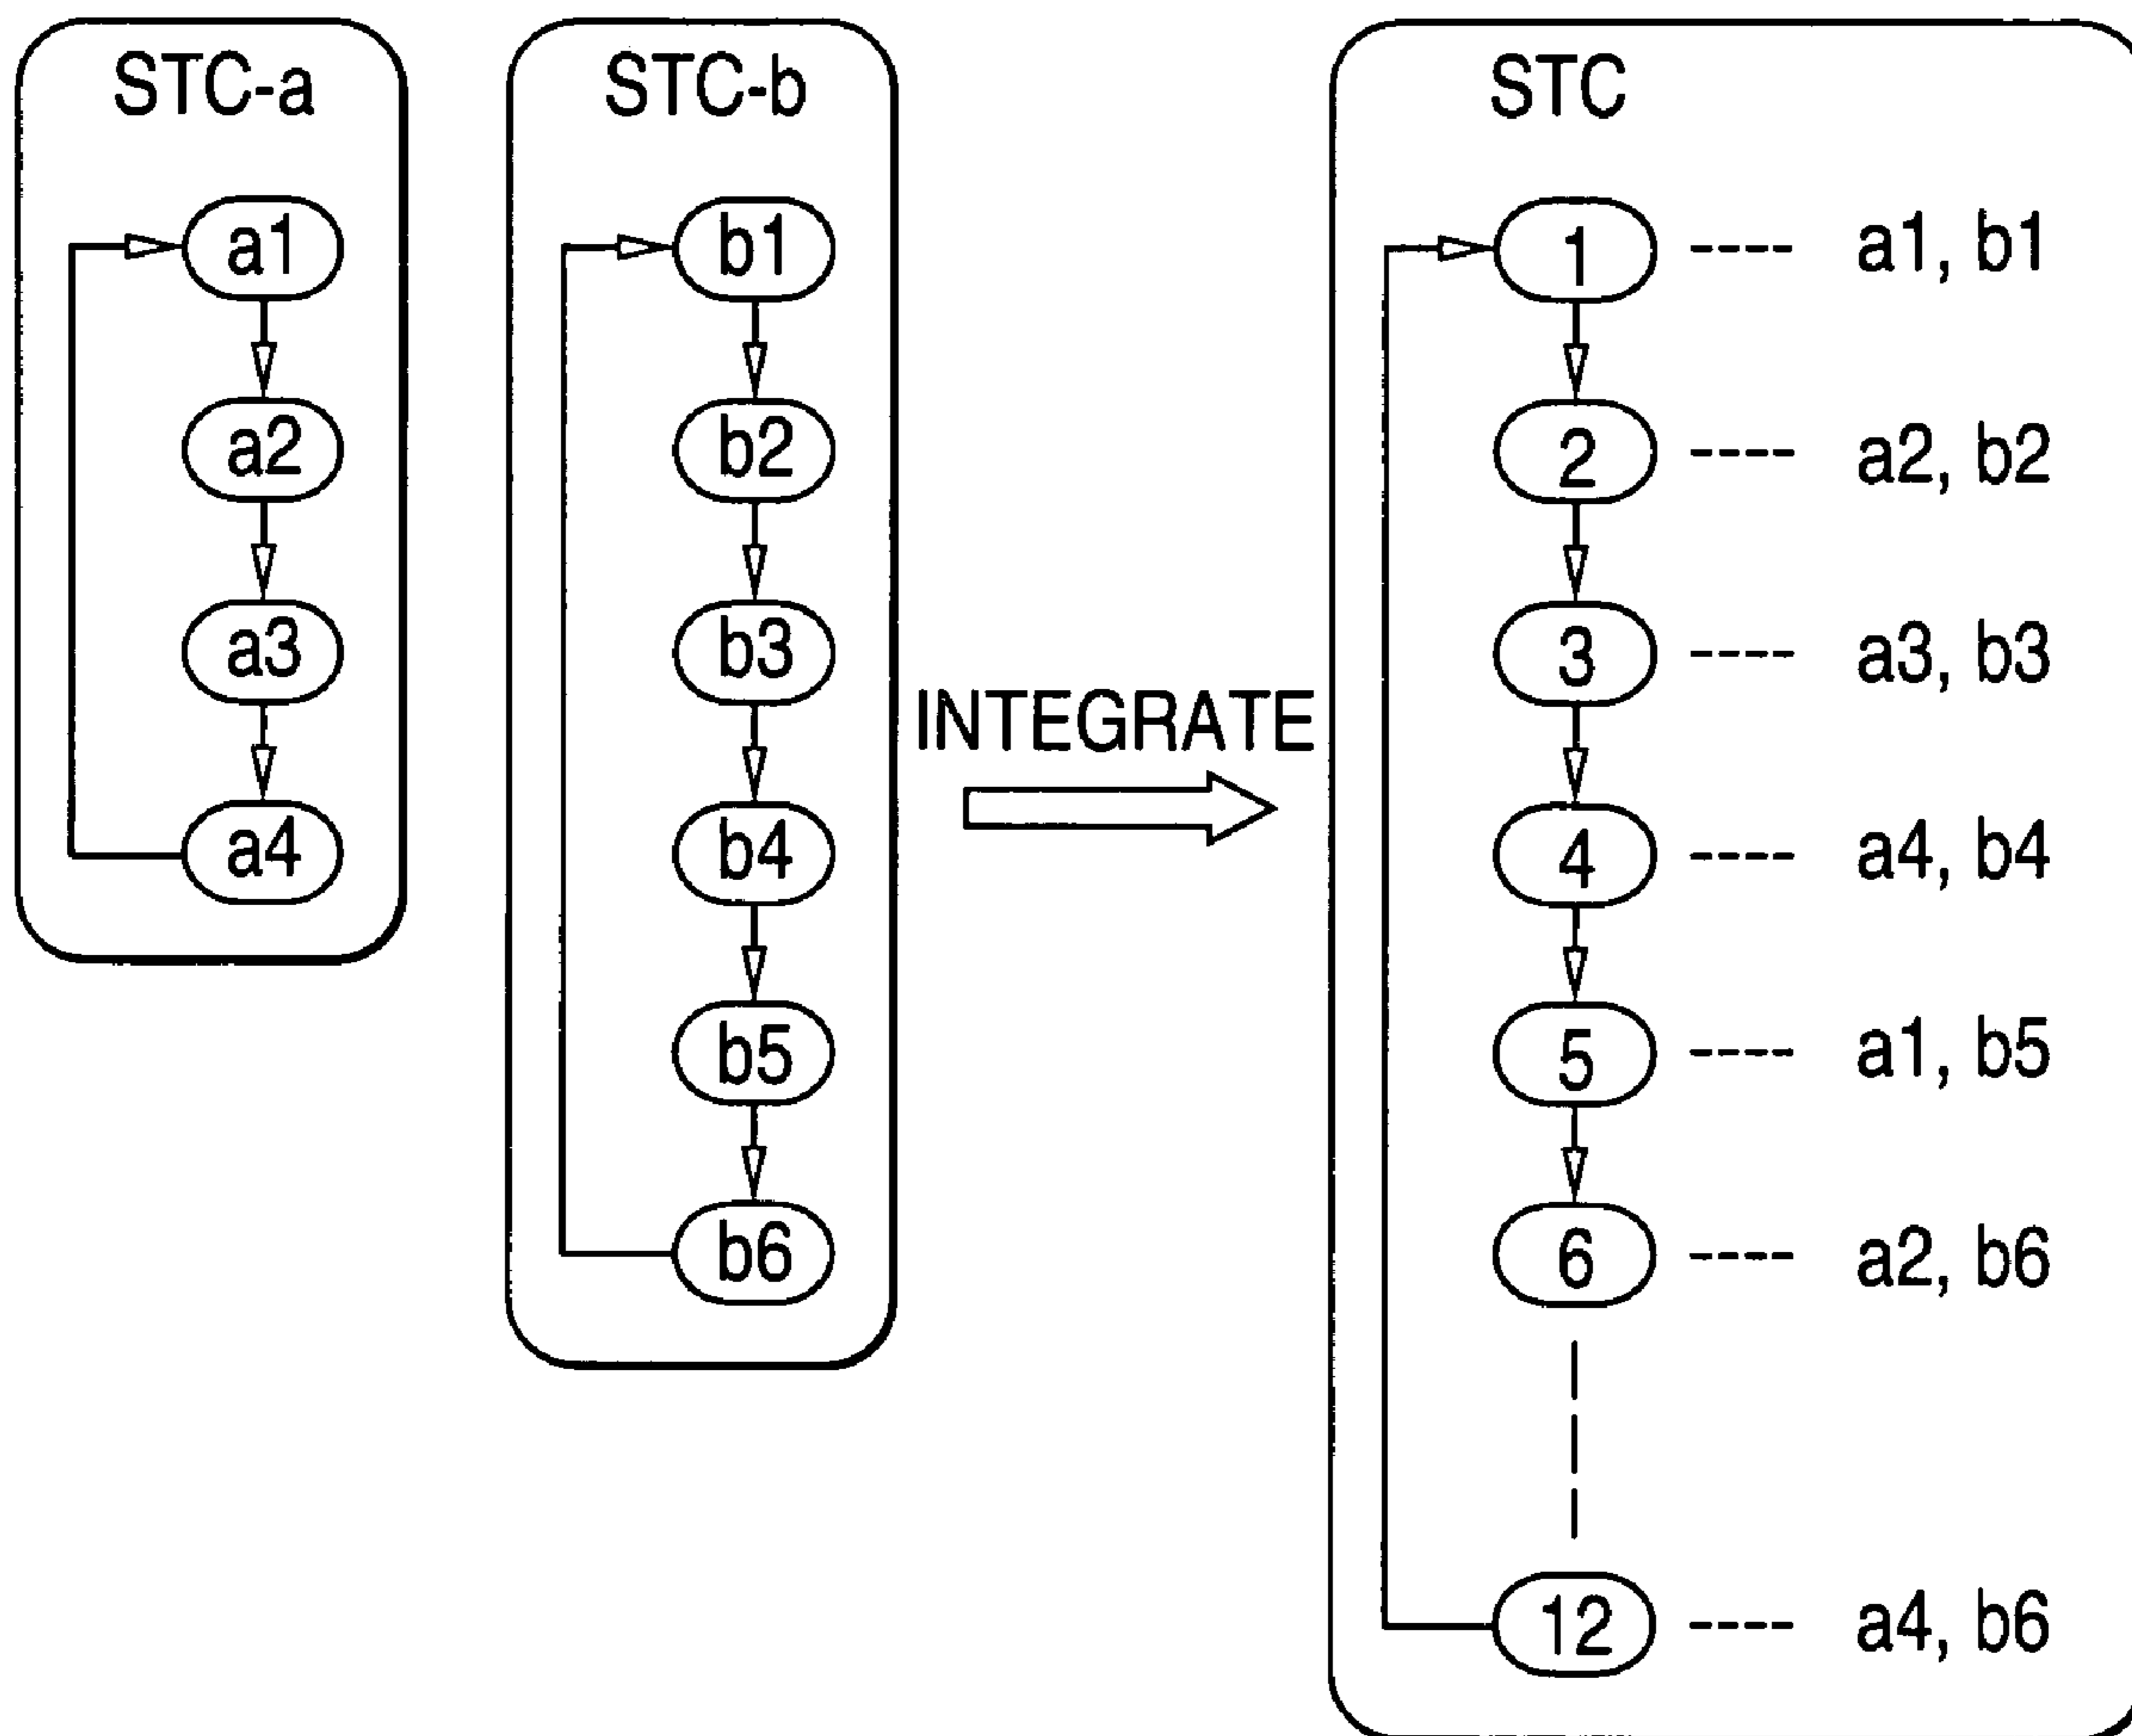 STC-a
a1
a2
a3
a4
STC-b
b1
b2
b3
b4
b5
b6
INTEGRATE
STC
1 ---- a1, b1
2 ---- a2, b2
3 ---- a3, b3
4 ---- a4, b4
5 ---- a1, b5
6 ---- a2, b6
12 ---- a4, b6